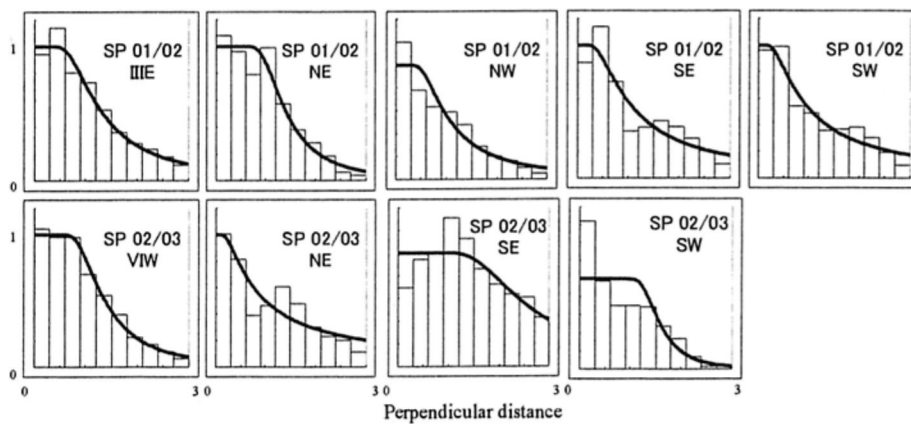 SP 01/02
IIIE
SP 01/02
NE
SP 01/02
NW
SP 01/02
SE
SP 01/02
SW
1
0
SP 02/03
VIW
SP 02/03
NE
SP 02/03
SE
SP 02/03
SW
1
0
0 3 0 3 0 3 0 3
Perpendicular distance